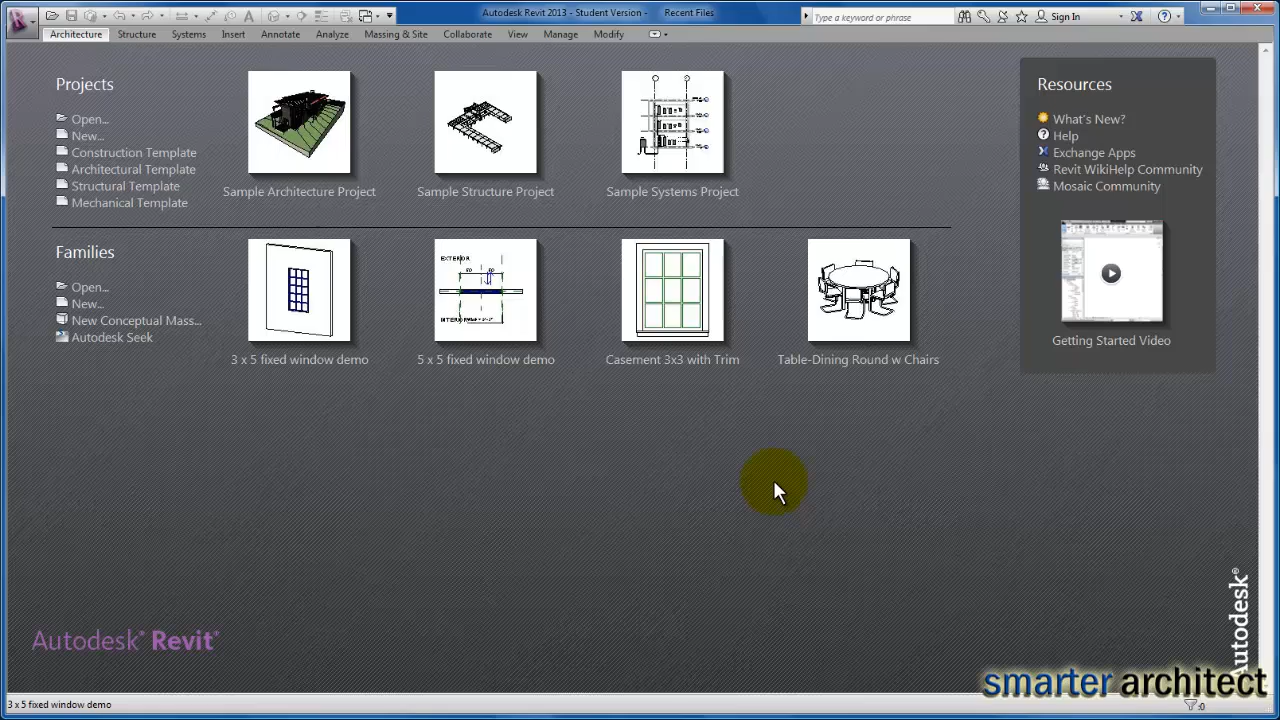 Autodesk Revit 2013 - Student Version - Recent Files
Type a keyword or phrase
Sign In
Architecture Structure Systems Insert Annotate Analyze Massing & Site Collaborate View Manage Modify
Projects
Open...
New...
Construction Template
Architectural Template
Structural Template
Mechanical Template
Sample Architecture Project
Sample Structure Project
Sample Systems Project
Families
Open...
New...
New Conceptual Mass...
Autodesk Seek
EXTERIOR
3 x 5 fixed window demo
5 x 5 fixed window demo
Casement 3x3 with Trim
Table-Dining Round w Chairs
Resources
What's New?
Help
Exchange Apps
Revit WikiHelp Community
Mosaic Community
Getting Started Video
Autodesk® Revit®
Autodesk®
smarter architect
3 x 5 fixed window demo
:0